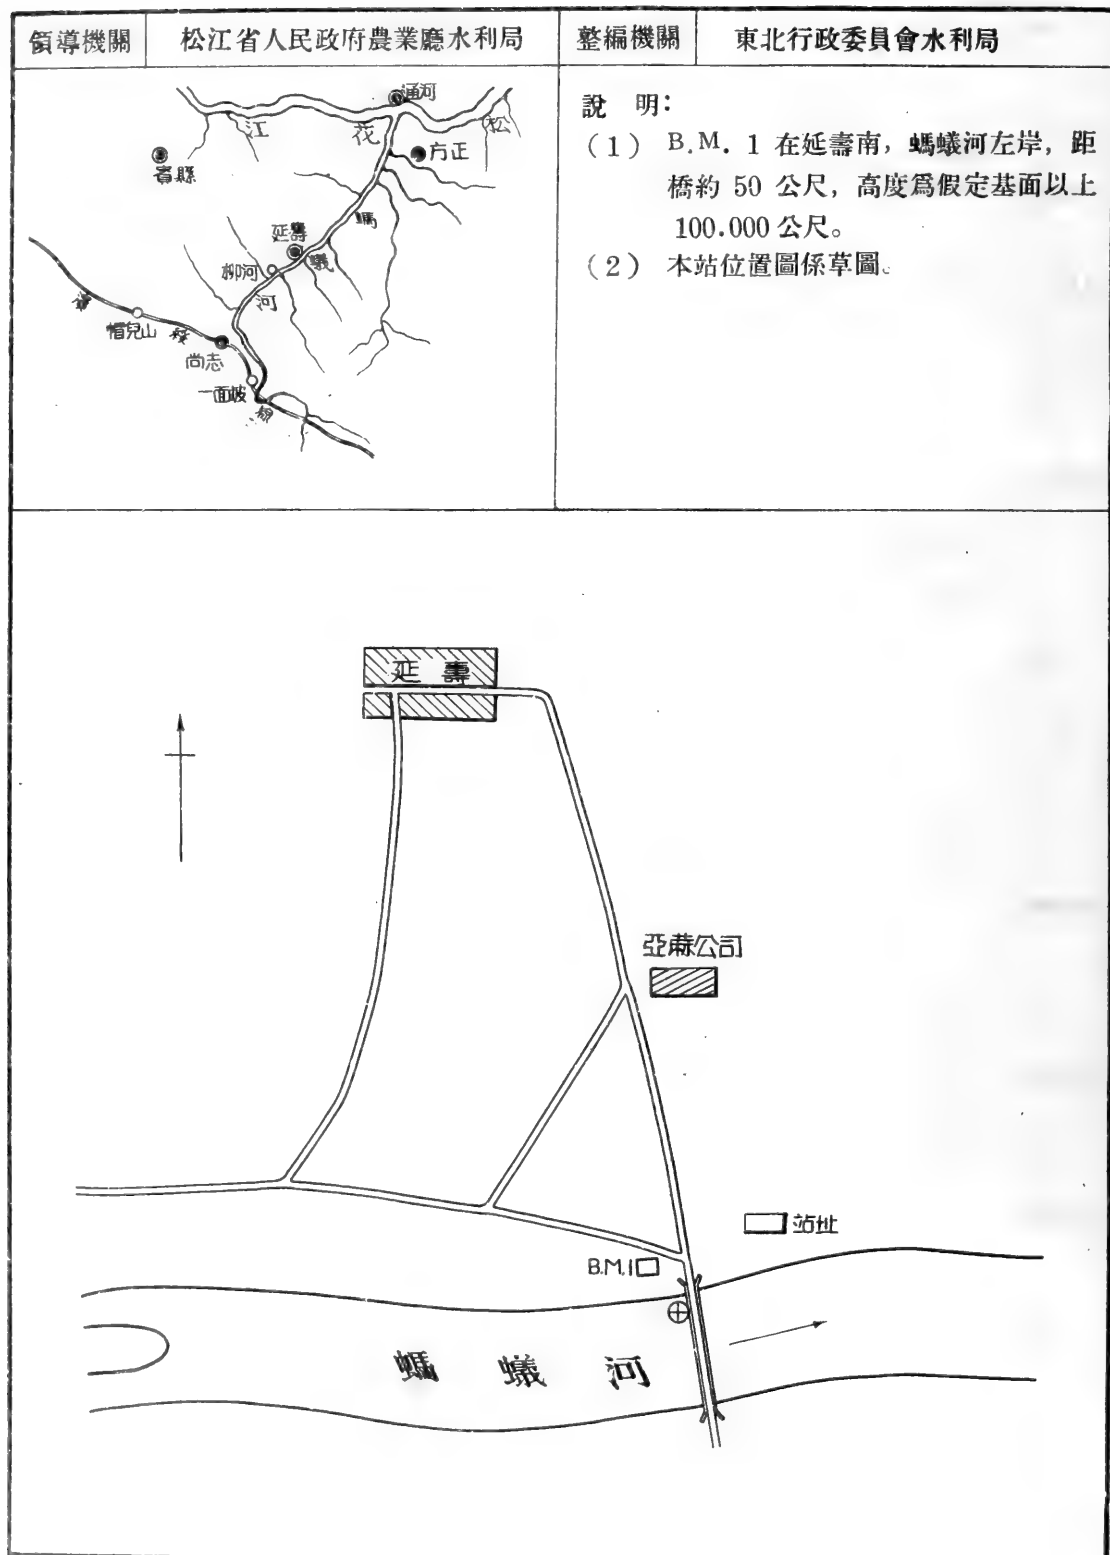 領導機關 松江省人民政府農業廳水利局 整編機關 東北行政委員會水利局
通河
江 花 松
方正
賓縣
螞
延壽
蟻
柳河
河
濱
帽兒山
綏
尚志
一面坡
線
說 明：
(1) B.M. 1 在延壽南，螞蟻河左岸，距
橋約 50 公尺，高度爲假定基面以上
100.000 公尺。
(2) 本站位置圖係草圖。
延 壽
亞蔴公司
站址
B.M.1
螞 蟻 河